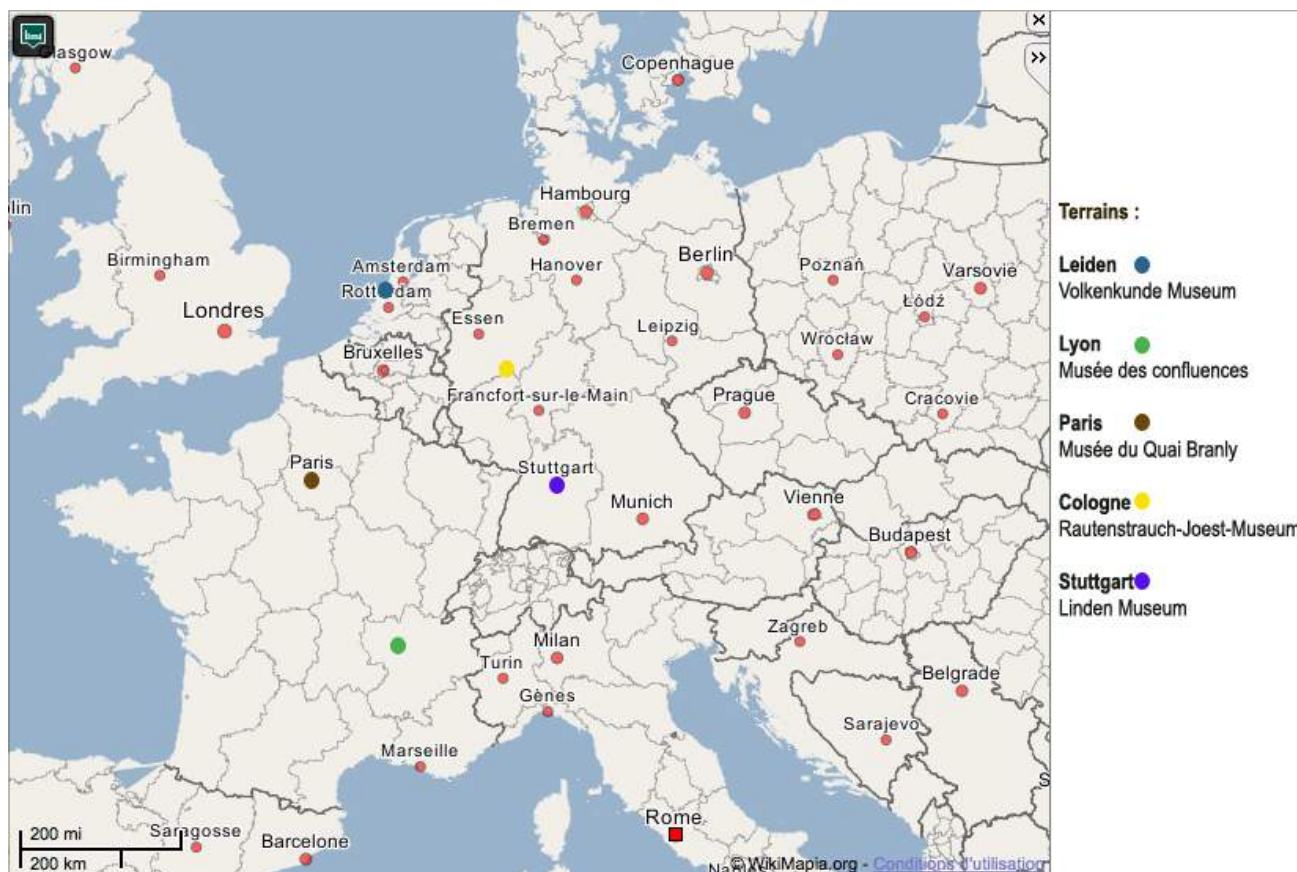 Glasgow
Copenhague
Hambourg
Bremen
Berlin
Birmingham
Amsterdam
Hanover
Poznań
Varsovie
Rotterdam
Londres
Łódź
Essen
Leipzig
Wrocław
Bruxelles
Francfort-sur-le-Main
Prague
Cracovie
Paris
Stuttgart
Munich
Vienne
Budapest
Milan
Zagreb
Turin
Belgrade
Gènes
Sarajevo
Marseille
Rome
200 mi
Saragosse
Barcelone
200 km
© WikiMapia.org - Conditions d'utilisation
Terrains :
Leiden
Volkenkunde Museum
Lyon
Musée des confluences
Paris
Musée du Quai Branly
Cologne
Rautenstrauch-Joest-Museum
Stuttgart
Linden Museum